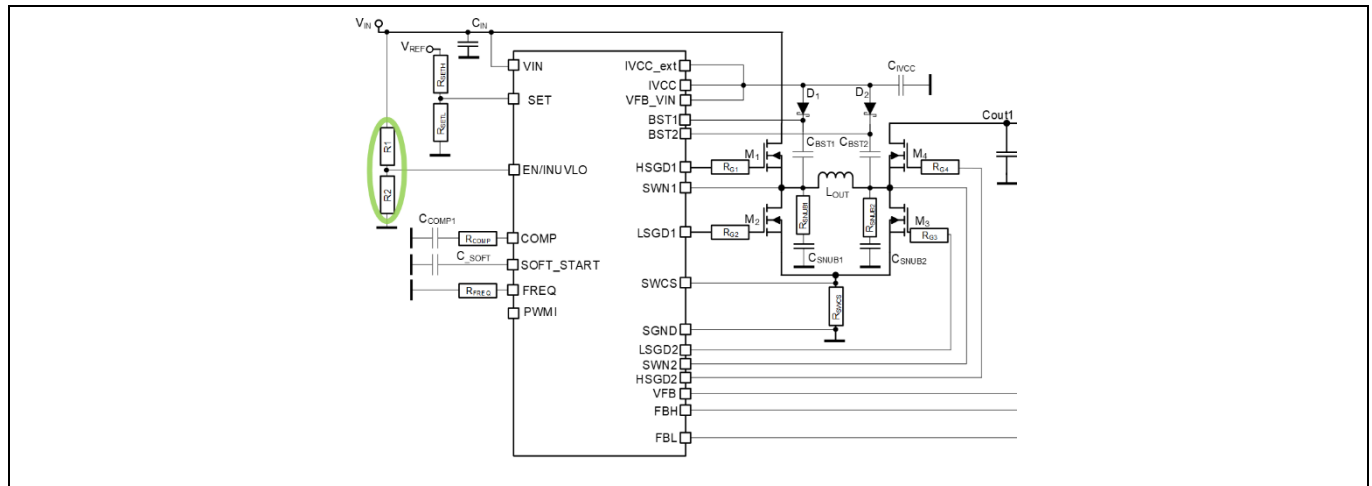 VIN
CIN
VREF
RSETH
RSETL
R1
R2
VIN
SET
EN/INUVLO
CCOMP1
RCOMP
COMP
C_SOFT
SOFT_START
RFREQ
FREQ
PWMI
IVCC_ext
IVCC
VFB_VIN
BST1
BST2
HSGD1
SWN1
LSGD1
SWCS
SGND
LSGD2
SWN2
HSGD2
VFB
FBH
FBL
CIVCC
D1
D2
Cout1
CBST1
CBST2
M1
M4
RG1
RG4
LOUT
M2
M3
RG2
RG3
RSNUB1
RSNUB2
CSNUB1
CSNUB2
RSWCS